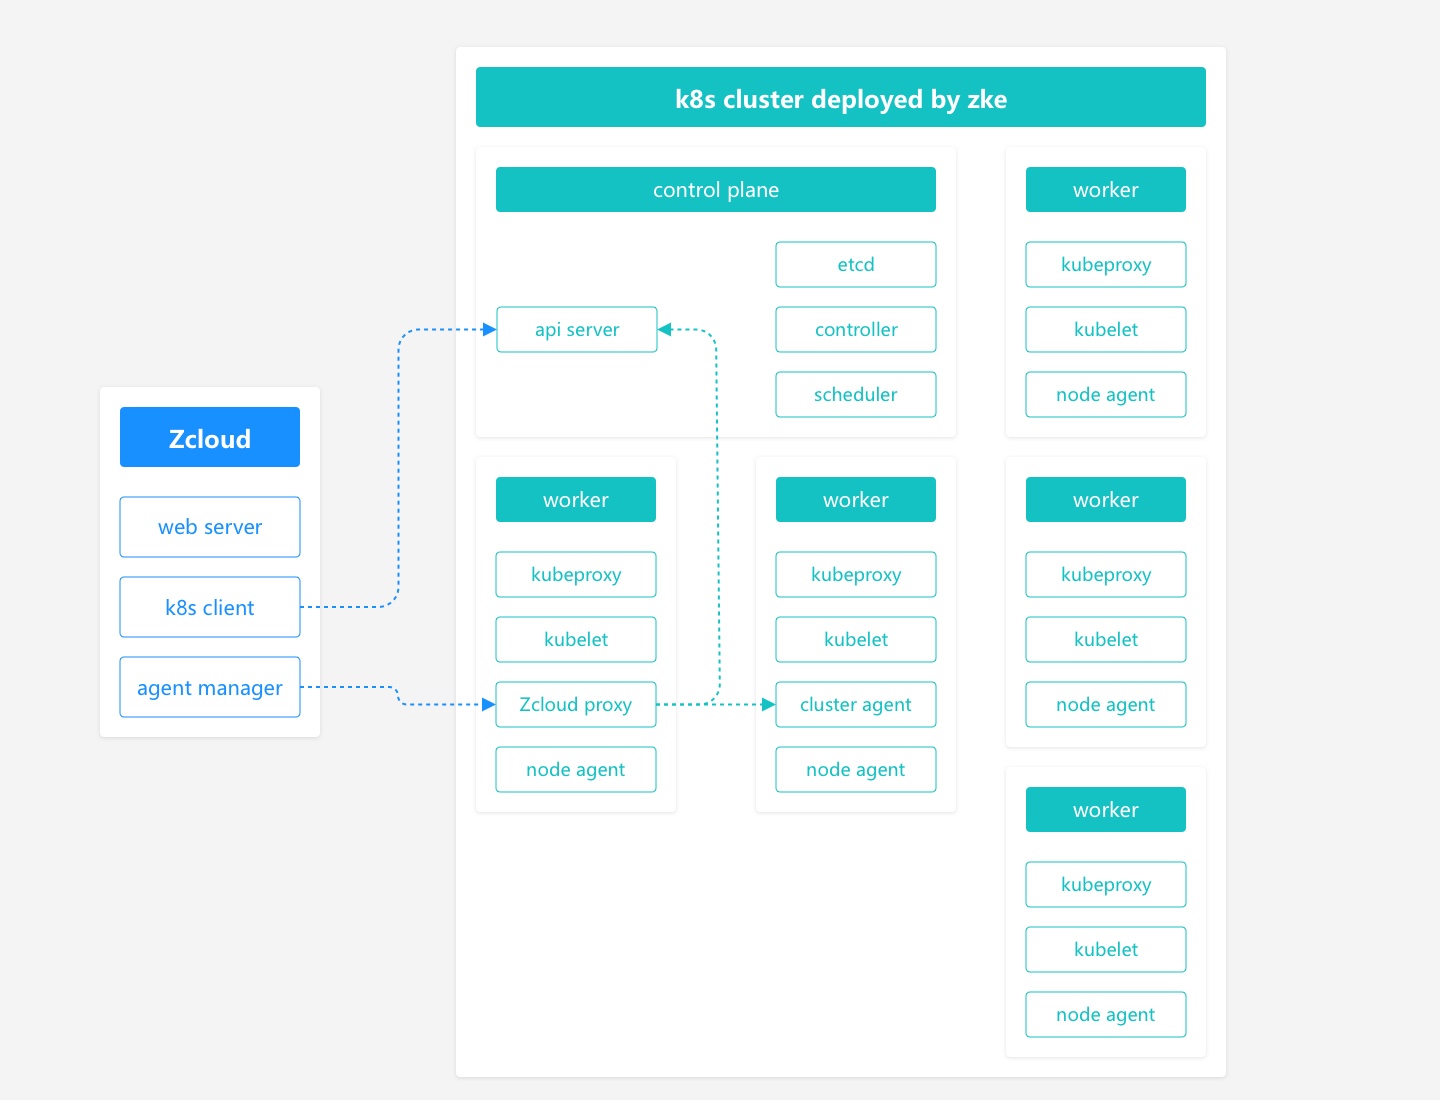 k8s cluster deployed by zke
control plane
etcd
api server
controller
scheduler
worker
kubeproxy
kubelet
node agent
Zcloud
web server
k8s client
agent manager
worker
kubeproxy
kubelet
Zcloud proxy
node agent
worker
kubeproxy
kubelet
cluster agent
node agent
worker
kubeproxy
kubelet
node agent
worker
kubeproxy
kubelet
node agent